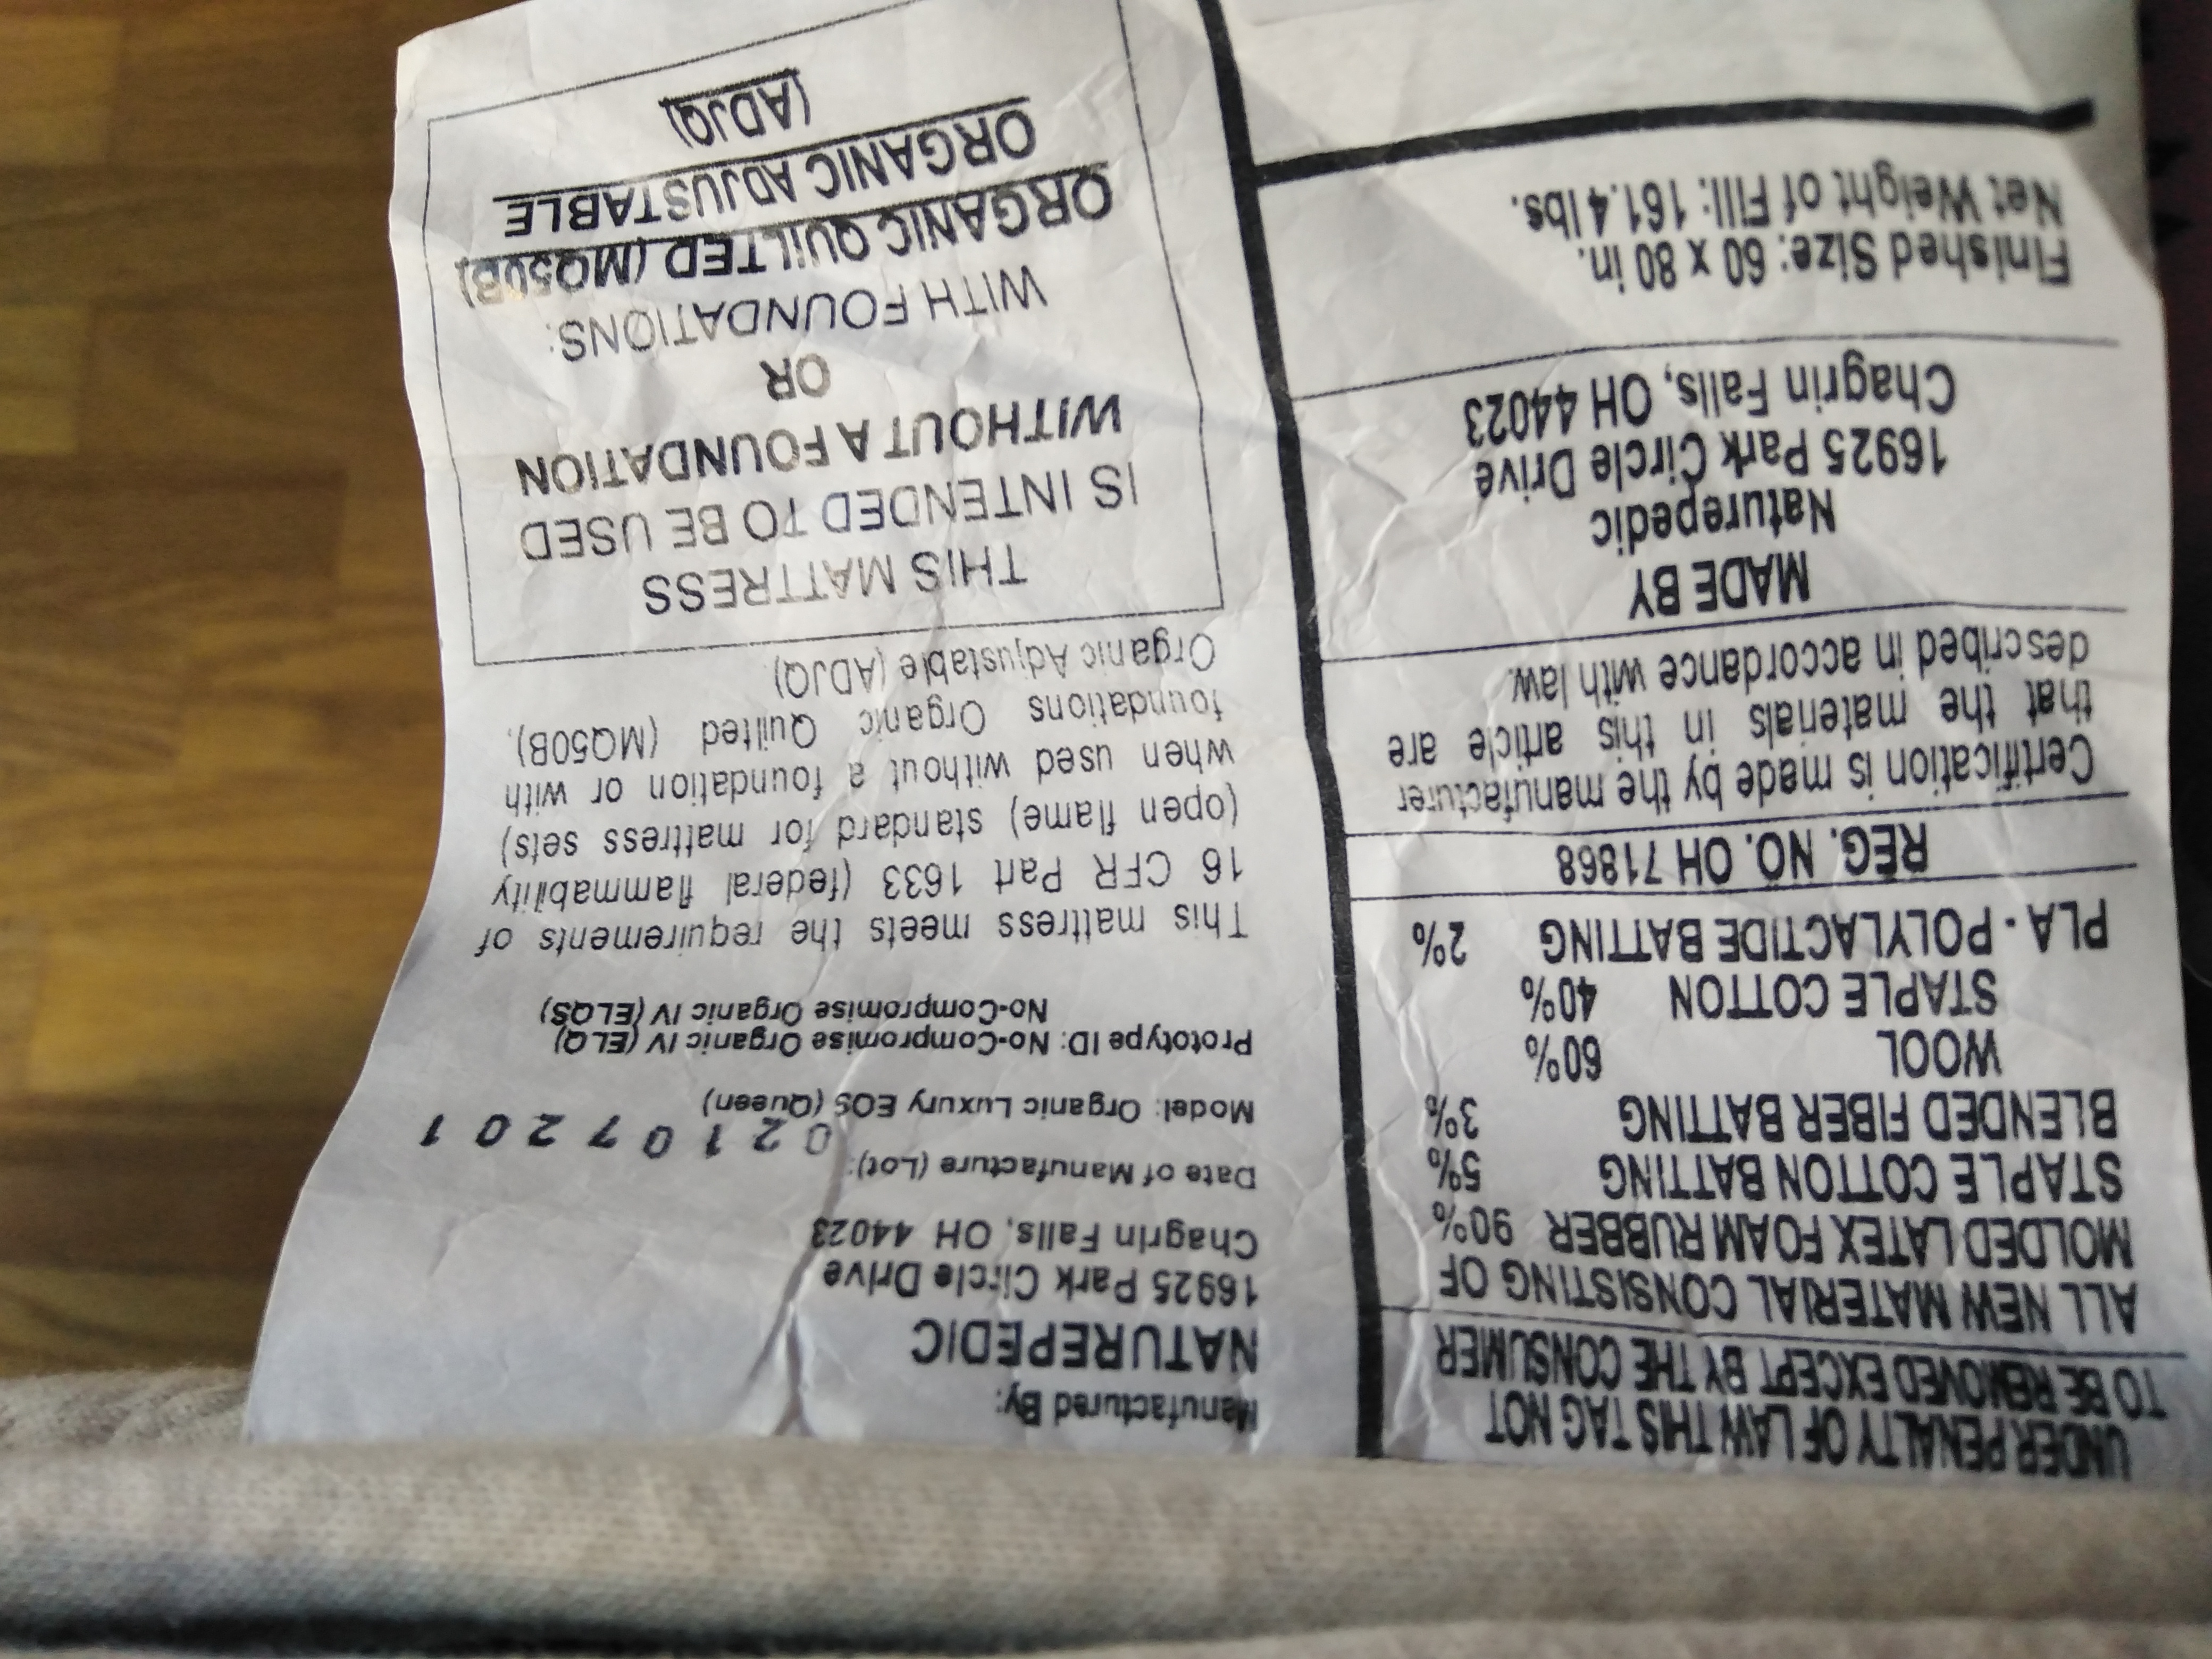 UNDER PENALTY OF LAW THIS TAG NOT
TO BE REMOVED EXCEPT BY THE CONSUMER
ALL NEW MATERIAL CONSISTING OF
MOLDED LATEX FOAM RUBBER 90%
STAPLE COTTON BATTING 5%
BLENDED FIBER BATTING 3%
WOOL 60%
STAPLE COTTON 40%
PLA - POLYLACTIDE BATTING 2%
REG. NO. OH 71868
Certification is made by the manufacturer
that the materials in this article are
described in accordance with law.
MADE BY
Naturepedic
16925 Park Circle Drive
Chagrin Falls, OH 44023
Finished Size: 60 x 80 in.
Net Weight of Fill: 161.4 lbs.
Manufactured By:
NATUREPEDIC
16925 Park Circle Drive
Chagrin Falls, OH 44023
Date of Manufacture (Lot): 02107201
Model: Organic Luxury EOS (Queen)
Prototype ID: No-Compromise Organic IV (ELQ)
No-Compromise Organic IV (ELQS)
This mattress meets the requirements of
16 CFR Part 1633 (federal flammability
(open flame) standard for mattress sets)
when used without a foundation or with
foundations Organic Quilted (MQ50B),
Organic Adjustable (ADJQ)
THIS MATTRESS
IS INTENDED TO BE USED
WITHOUT A FOUNDATION
OR
WITH FOUNDATIONS:
ORGANIC QUILTED (MQ50B)
ORGANIC ADJUSTABLE
(ADJQ)